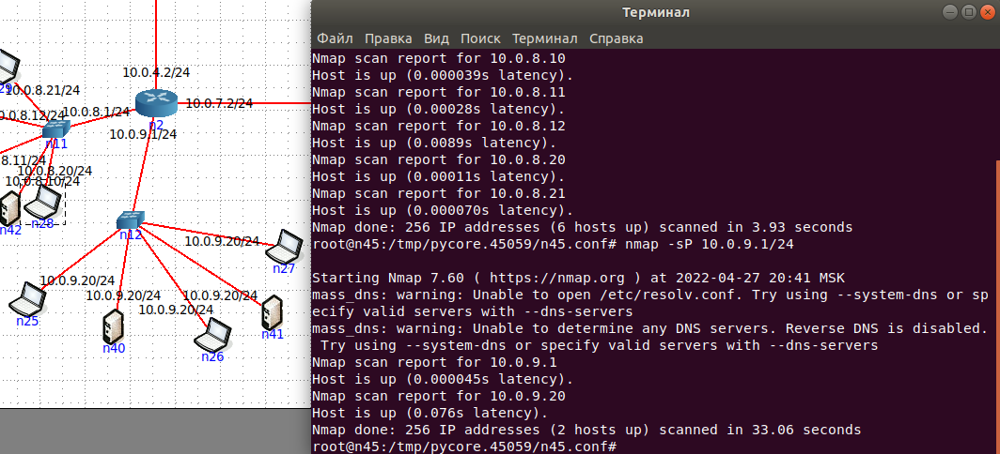 10.0.4.2/24
29
10.0.8.21/24
10.0.7.2/24
0.0.8.12/24
10.0.8.1/24
n2
n11
10.0.9.1/24
8.11/24
10.0.8.20/24
10.0.8.10/24
n42
n28
n12
10.0.9.20/24
n27
10.0.9.20/24
10.0.9.20/24
10.0.9.20/24
10.0.9.20/24
n25
n40
n26
n41
Терминал
Файл Правка Вид Поиск Терминал Справка
Nmap scan report for 10.0.8.10
Host is up (0.000039s latency).
Nmap scan report for 10.0.8.11
Host is up (0.00028s latency).
Nmap scan report for 10.0.8.12
Host is up (0.0089s latency).
Nmap scan report for 10.0.8.20
Host is up (0.00011s latency).
Nmap scan report for 10.0.8.21
Host is up (0.000070s latency).
Nmap done: 256 IP addresses (6 hosts up) scanned in 3.93 seconds
root@n45:/tmp/pycore.45059/n45.conf# nmap -sP 10.0.9.1/24
Starting Nmap 7.60 ( https://nmap.org ) at 2022-04-27 20:41 MSK
mass_dns: warning: Unable to open /etc/resolv.conf. Try using --system-dns or sp
ecify valid servers with --dns-servers
mass_dns: warning: Unable to determine any DNS servers. Reverse DNS is disabled.
Try using --system-dns or specify valid servers with --dns-servers
Nmap scan report for 10.0.9.1
Host is up (0.000045s latency).
Nmap scan report for 10.0.9.20
Host is up (0.076s latency).
Nmap done: 256 IP addresses (2 hosts up) scanned in 33.06 seconds
root@n45:/tmp/pycore.45059/n45.conf#